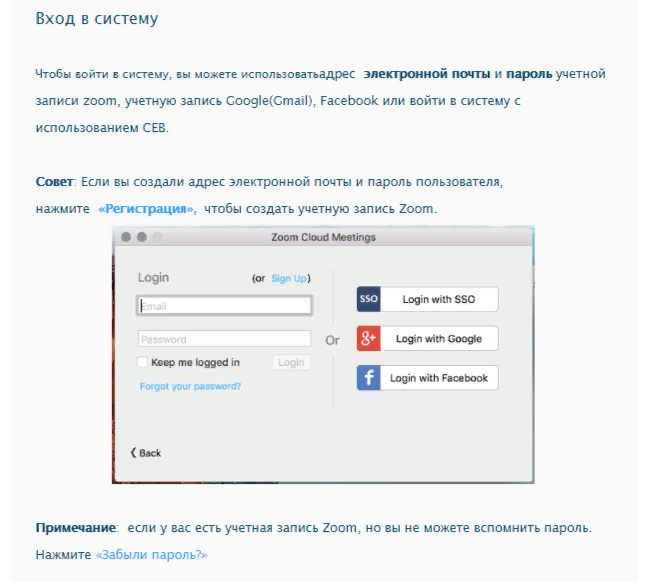 Вход в систему
Чтобы войти в систему, вы можете использоватьадрес электронной почты и пароль учетной
записи zoom, учетную запись Google(Gmail), Facebook или войти в систему с
использованием СЕВ.
Совет: Если вы создали адрес электронной почты и пароль пользователя,
нажмите «Регистрация», чтобы создать учетную запись Zoom.
Zoom Cloud Meetings
Login (or Sign Up)
Email
Password
Keep me logged in Login
Forgot your password?
Or
SSO Login with SSO
g+ Login with Google
f Login with Facebook
Back
Примечание: если у вас есть учетная запись Zoom, но вы не можете вспомнить пароль.
Нажмите «Забыли пароль?»